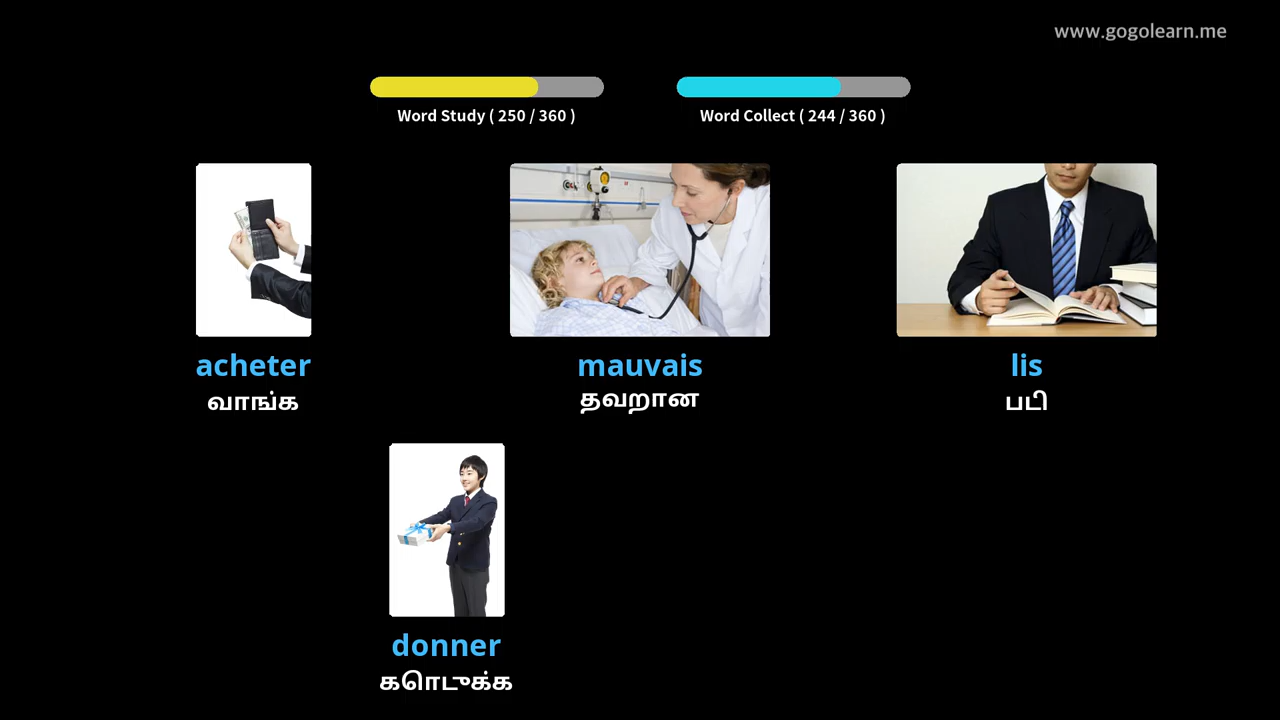 www.gogolearn.me
Word Study ( 250 / 360 )
Word Collect ( 244 / 360 )
acheter
வாங்க
mauvais
தவறான
lis
படி
donner
கொடுக்க